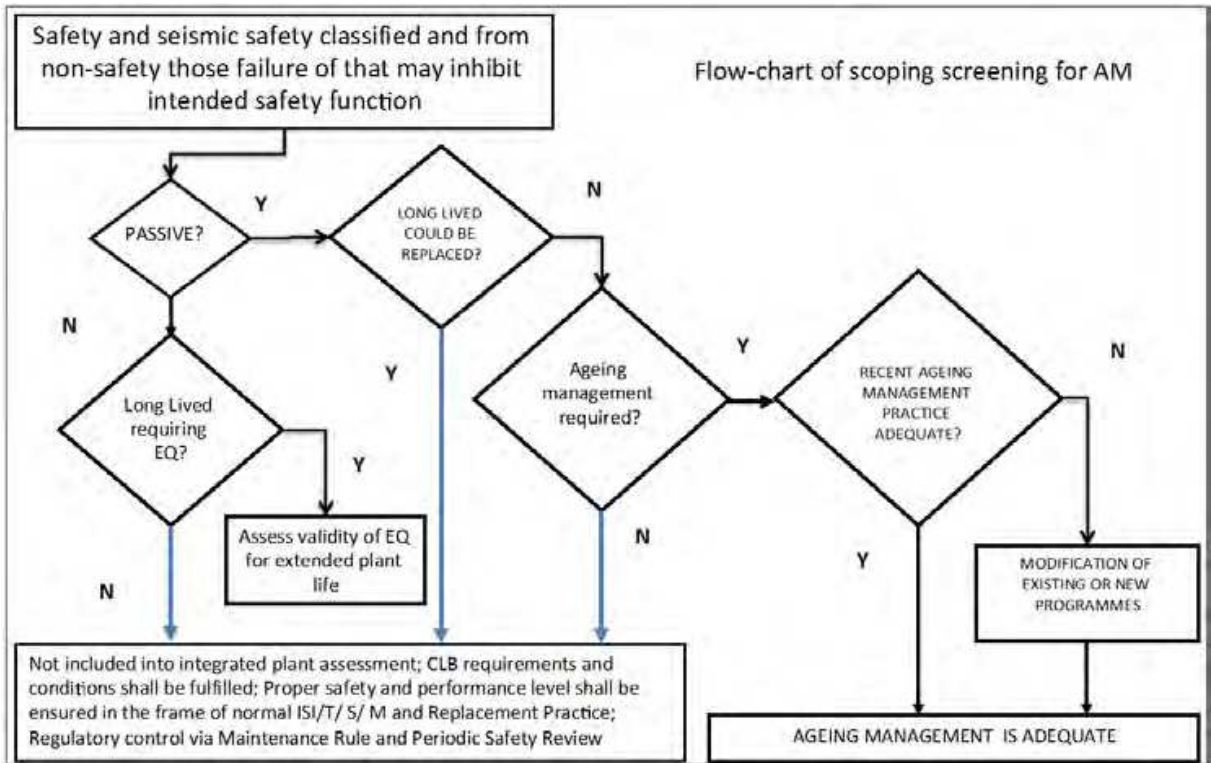 Safety and seismic safety classified and from
non-safety those failure of that may inhibit
intended safety function
Flow-chart of scoping screening for AM
PASSIVE?
Y
LONG LIVED
COULD BE
REPLACED?
N
N
Long Lived
requiring
EQ?
Y
Assess validity of EQ
for extended plant
life
N
Y
Ageing
management
required?
Y
N
RECENT AGEING
MANAGEMENT
PRACTICE
ADEQUATE?
N
Y
MODIFICATION OF
EXISTING OR NEW
PROGRAMMES
Not included into integrated plant assessment; CLB requirements and
conditions shall be fulfilled; Proper safety and performance level shall be
ensured in the frame of normal ISI/T/ S/ M and Replacement Practice;
Regulatory control via Maintenance Rule and Periodic Safety Review
AGEING MANAGEMENT IS ADEQUATE